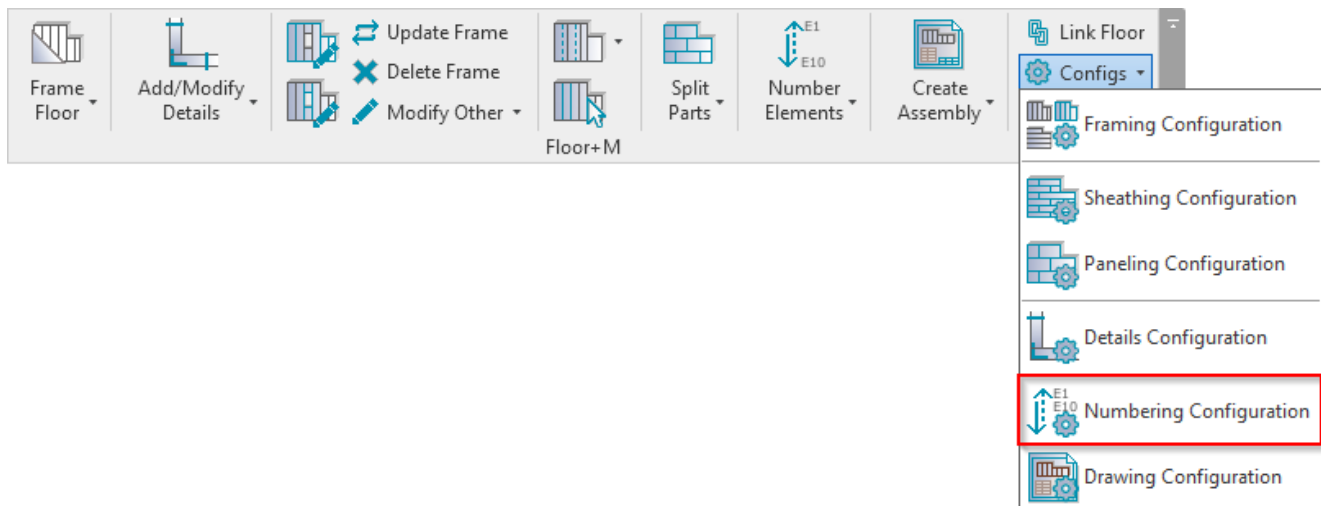 Frame
Floor
Add/Modify
Details
Update Frame
Delete Frame
Modify Other
Split
Parts
E1
E10
Number
Elements
Create
Assembly
Link Floor
Configs
Floor+M
Framing Configuration
Sheathing Configuration
Paneling Configuration
Details Configuration
E1
E10
Numbering Configuration
Drawing Configuration